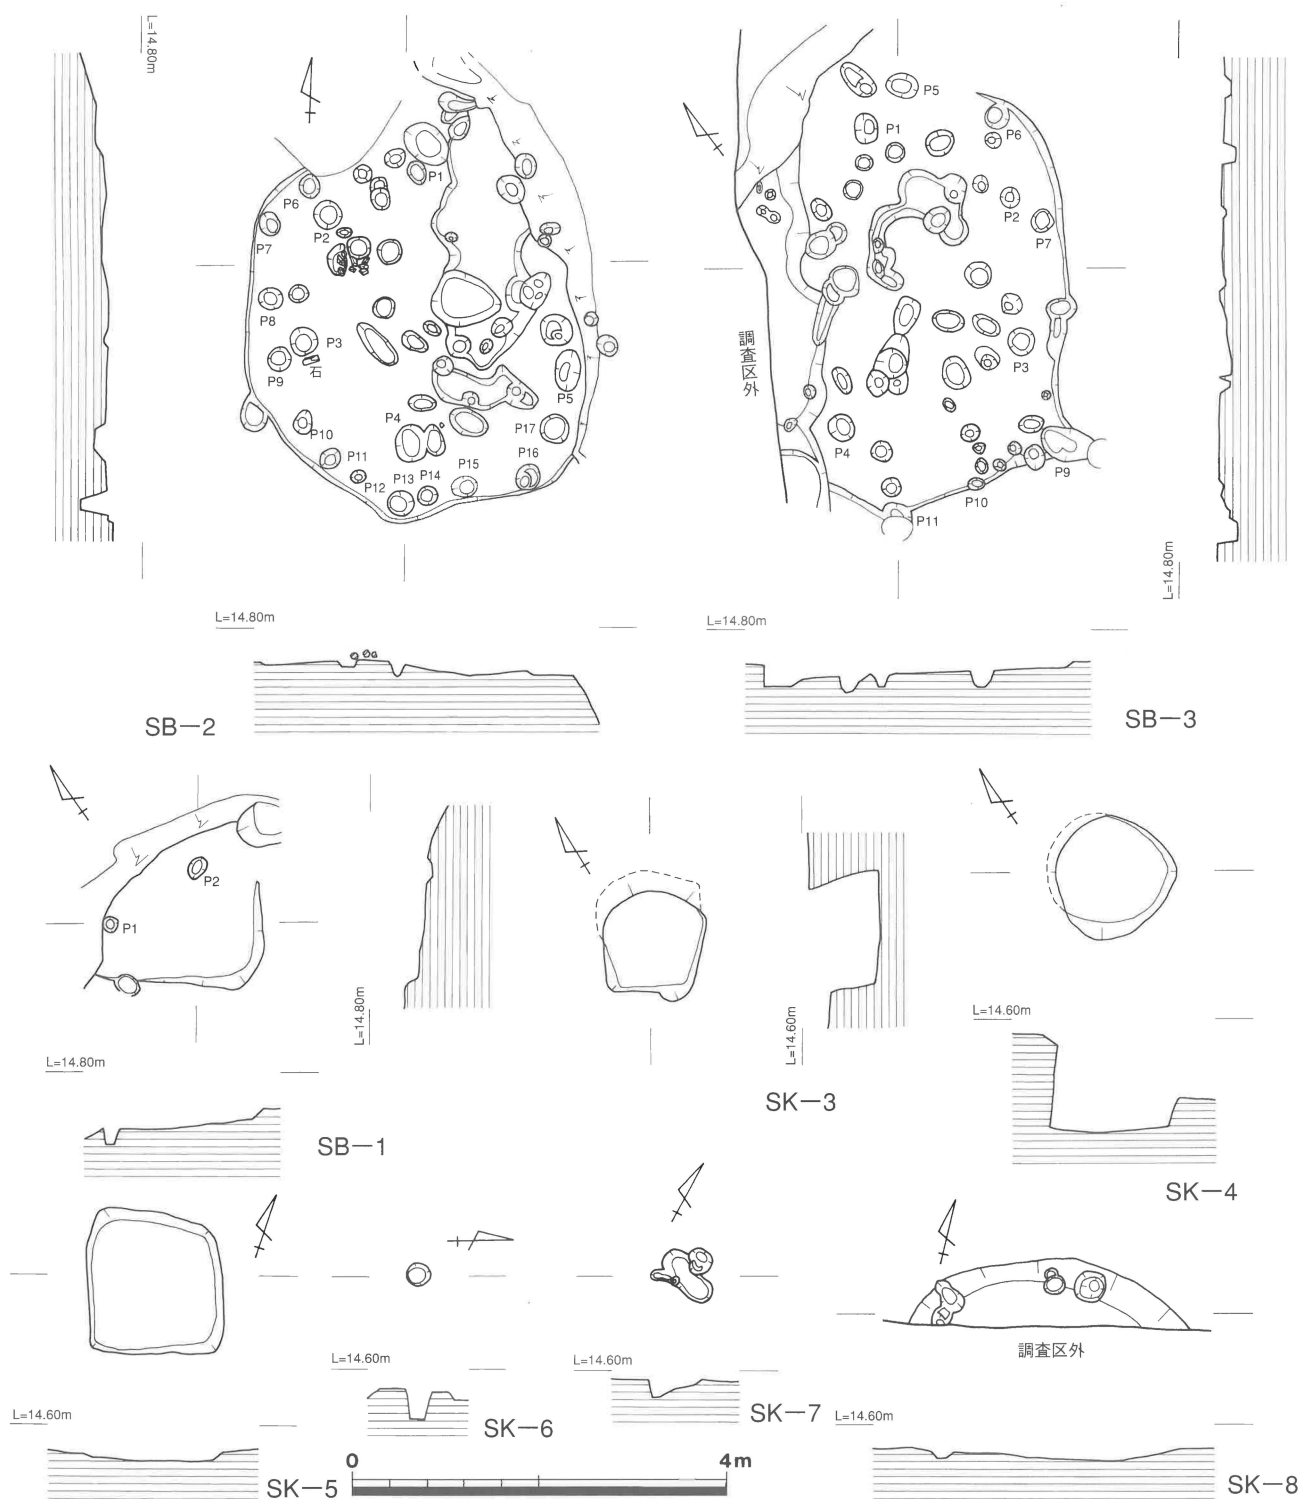 L=14.80m
P1
P6
P2
P7
P8
P3
石
P9
P5
P4
P10
P17
P11
P15
P16
P12
P13
P14
L=14.80m
SB—2
P5
P1
P6
P2
P7
調査区外
P3
P4
P9
P10
P11
L=14.80m
L=14.80m
SB—3
P2
P1
L=14.80m
L=14.80m
SB—1
L=14.60m
SK—3
L=14.60m
SK—4
L=14.60m
SK—5
L=14.60m
SK—6
L=14.60m
SK—7
調査区外
L=14.60m
SK—8
0
4m